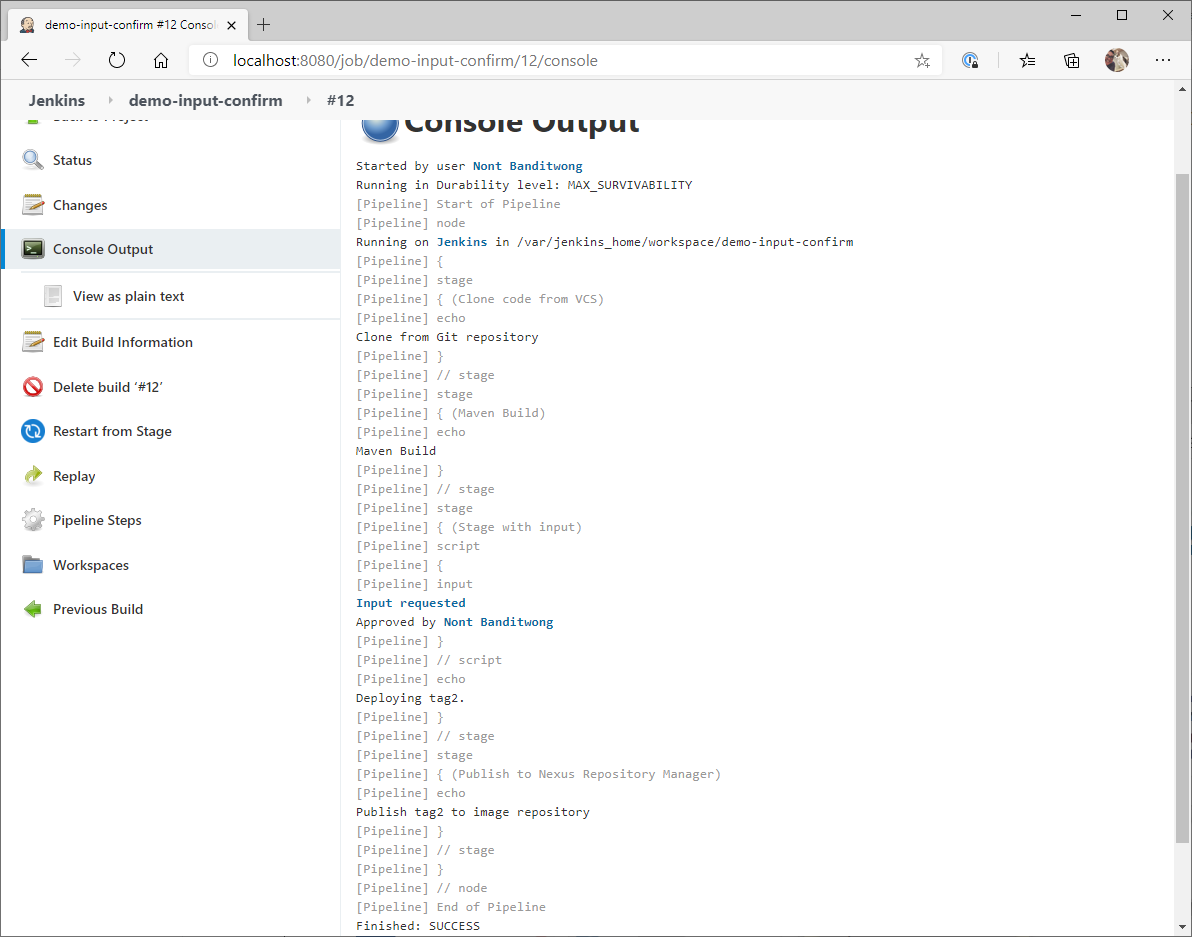 demo-input-confirm #12 Consol
localhost:8080/job/demo-input-confirm/12/console
Jenkins
demo-input-confirm
#12
Back to Project
Status
Changes
Console Output
View as plain text
Edit Build Information
Delete build ‘#12’
Restart from Stage
Replay
Pipeline Steps
Workspaces
Previous Build
Console Output
Started by user Nont Banditwong
Running in Durability level: MAX_SURVIVABILITY
[Pipeline] Start of Pipeline
[Pipeline] node
Running on Jenkins in /var/jenkins_home/workspace/demo-input-confirm
[Pipeline] {
[Pipeline] stage
[Pipeline] { (Clone code from VCS)
[Pipeline] echo
Clone from Git repository
[Pipeline] }
[Pipeline] // stage
[Pipeline] stage
[Pipeline] { (Maven Build)
[Pipeline] echo
Maven Build
[Pipeline] }
[Pipeline] // stage
[Pipeline] stage
[Pipeline] { (Stage with input)
[Pipeline] script
[Pipeline] {
[Pipeline] input
Input requested
Approved by Nont Banditwong
[Pipeline] }
[Pipeline] // script
[Pipeline] echo
Deploying tag2.
[Pipeline] }
[Pipeline] // stage
[Pipeline] stage
[Pipeline] { (Publish to Nexus Repository Manager)
[Pipeline] echo
Publish tag2 to image repository
[Pipeline] }
[Pipeline] // stage
[Pipeline] }
[Pipeline] // node
[Pipeline] End of Pipeline
Finished: SUCCESS